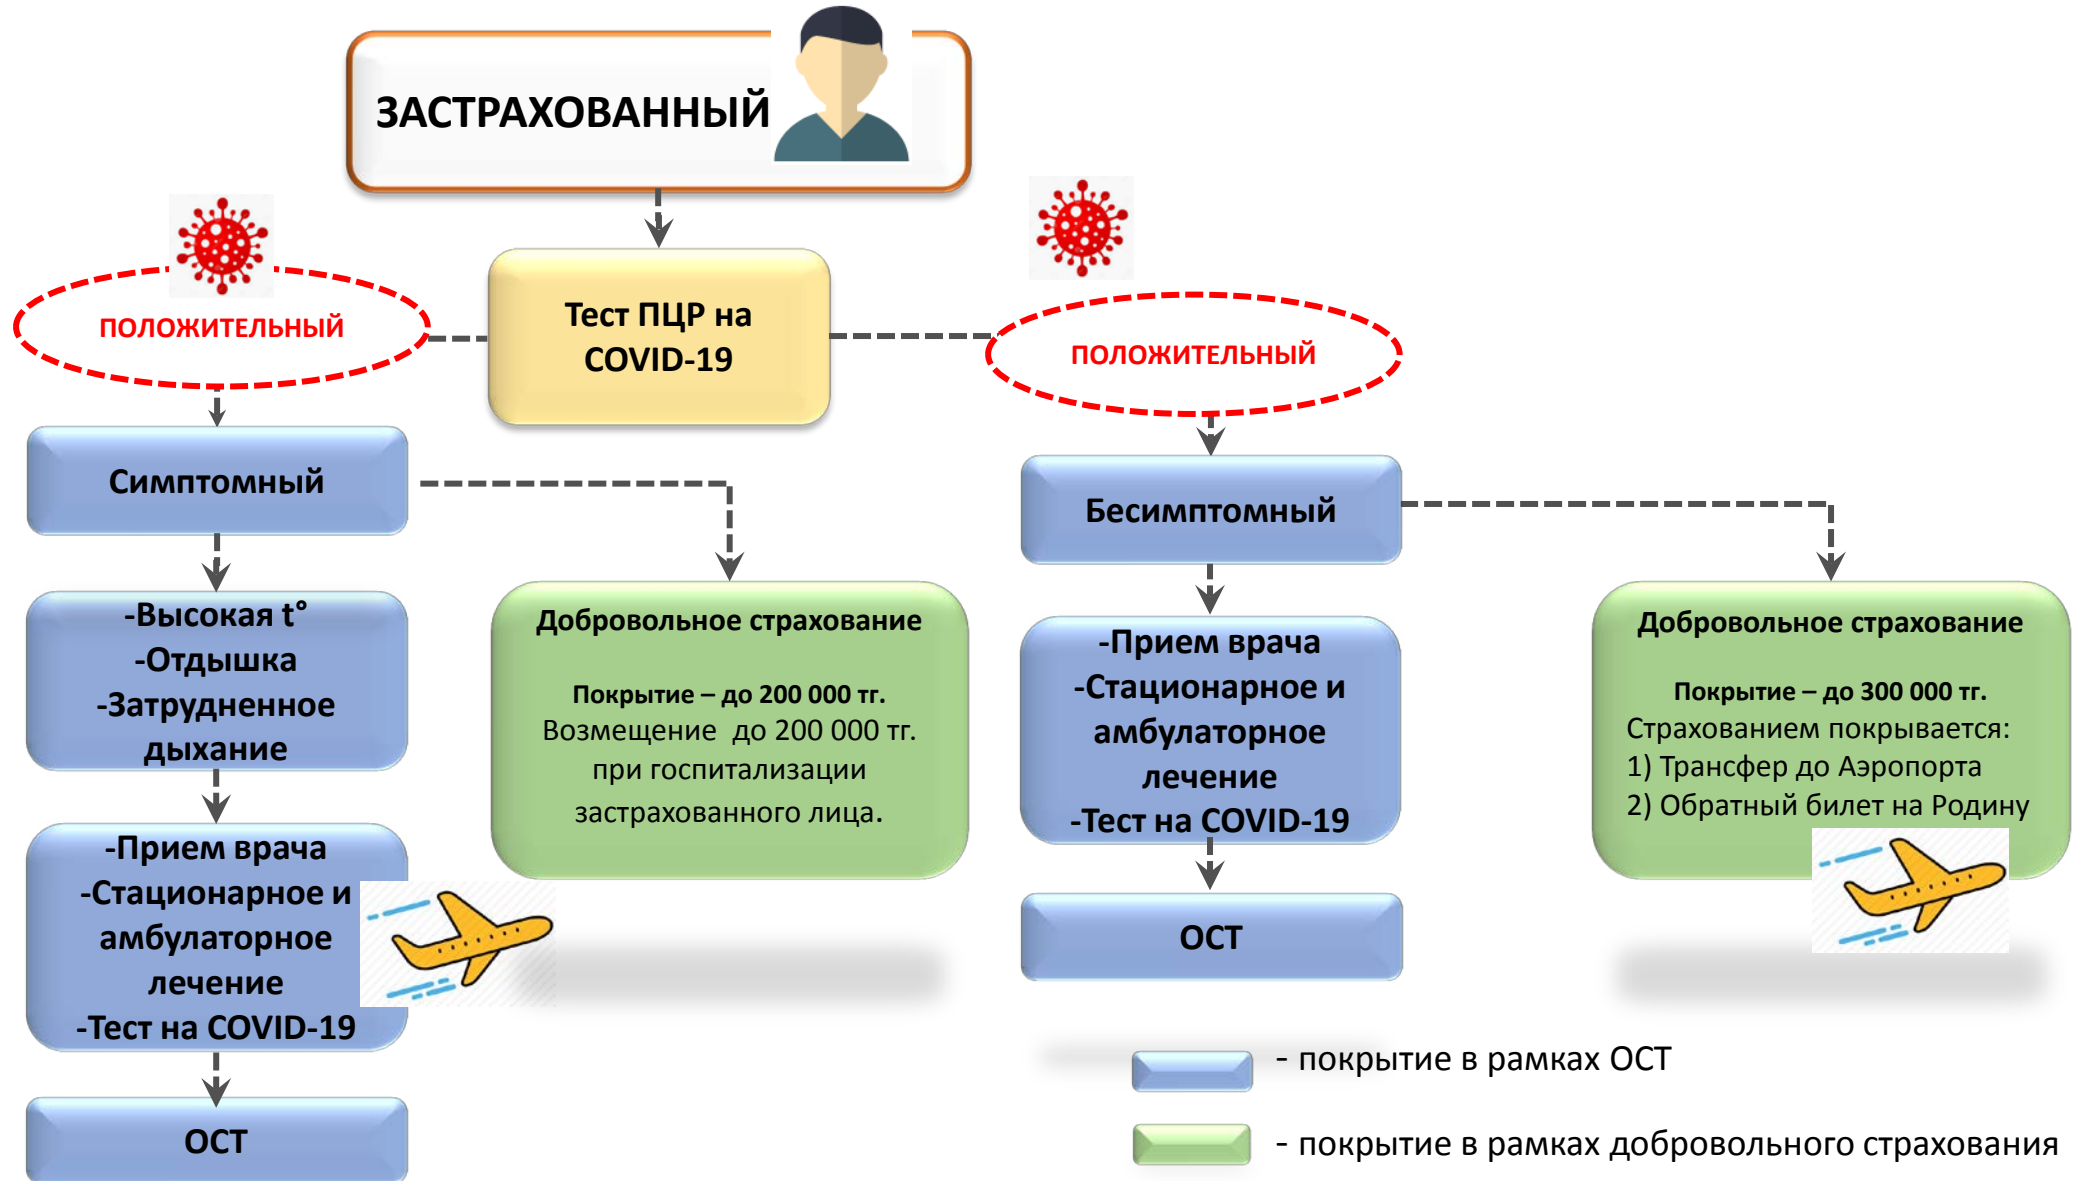 ЗАСТРАХОВАННЫЙ
Тест ПЦР на
COVID-19
ПОЛОЖИТЕЛЬНЫЙ
Симптомный
-Высокая t°
-Отдышка
-Затрудненное
дыхание
-Прием врача
-Стационарное и
амбулаторное
лечение
-Тест на COVID-19
ОСТ
Добровольное страхование
Покрытие – до 200 000 тг.
Возмещение до 200 000 тг.
при госпитализации
застрахованного лица.
ПОЛОЖИТЕЛЬНЫЙ
Бесимптомный
-Прием врача
-Стационарное и
амбулаторное
лечение
-Тест на COVID-19
ОСТ
Добровольное страхование
Покрытие – до 300 000 тг.
Страхованием покрывается:
1) Трансфер до Аэропорта
2) Обратный билет на Родину
- покрытие в рамках ОСТ
- покрытие в рамках добровольного страхования